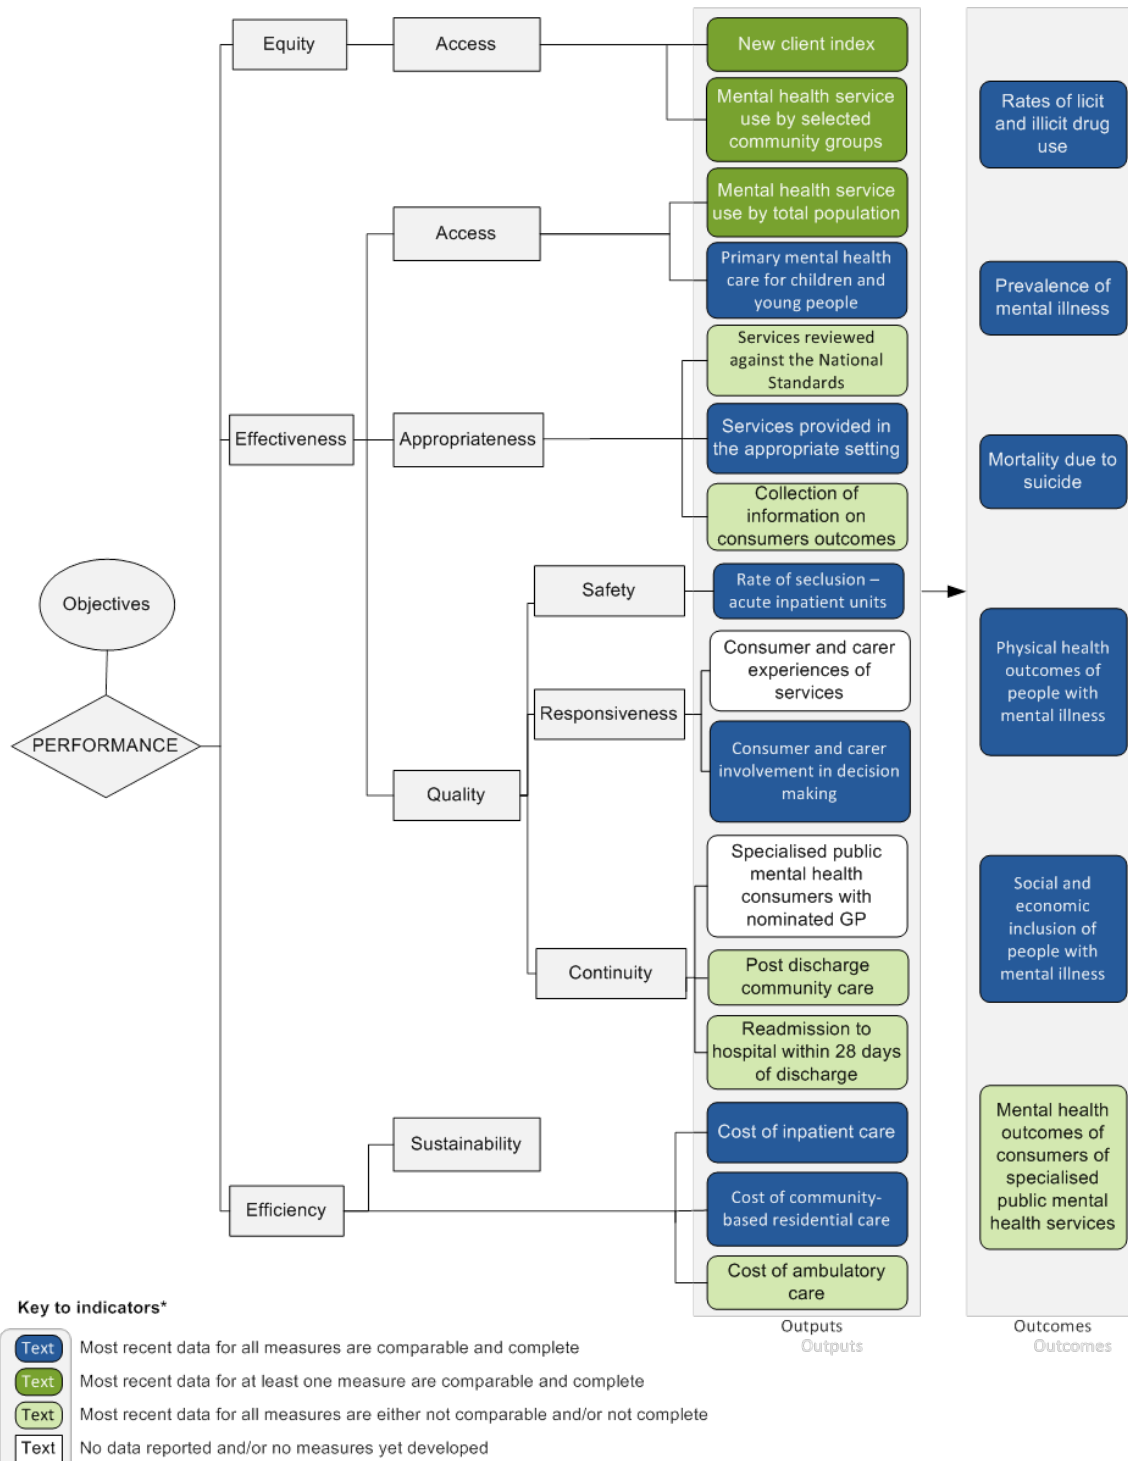 Equity
Access
New client index
Mental health service
use by selected
community groups
Rates of licit
and illicit drug
use
Access
Mental health service
use by total population
Primary mental health
care for children and
young people
Prevalence of
mental illness
Effectiveness
Appropriateness
Services reviewed
against the National
Standards
Services provided in
the appropriate setting
Collection of
information on
consumers outcomes
Mortality due to
suicide
Objectives
PERFORMANCE
Quality
Safety
Rate of seclusion –
acute inpatient units
Responsiveness
Consumer and carer
experiences of
services
Consumer and carer
involvement in decision
making
Physical health
outcomes of
people with
mental illness
Continuity
Specialised public
mental health
consumers with
nominated GP
Post discharge
community care
Readmission to
hospital within 28 days
of discharge
Social and
economic
inclusion of
people with
mental illness
Efficiency
Sustainability
Cost of inpatient care
Cost of community-
based residential care
Cost of ambulatory
care
Mental health
outcomes of
consumers of
specialised
public mental
health services
Outputs
Outputs
Outcomes
Outcomes
Key to indicators*
Text Most recent data for all measures are comparable and complete
Text Most recent data for at least one measure are comparable and complete
Text Most recent data for all measures are either not comparable and/or not complete
Text No data reported and/or no measures yet developed